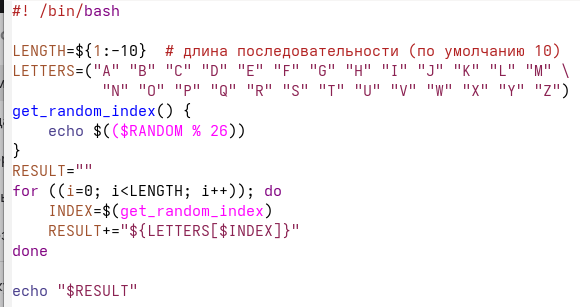 #! /bin/bash
LENGTH=${1:-10}  # длина последовательности (по умолчанию 10)
LETTERS=("A" "B" "C" "D" "E" "F" "G" "H" "I" "J" "K" "L" "M" \
         "N" "O" "P" "Q" "R" "S" "T" "U" "V" "W" "X" "Y" "Z")
get_random_index() {
    echo $(($RANDOM % 26))
}
RESULT=""
for ((i=0; i<LENGTH; i++)); do
    INDEX=$(get_random_index)
    RESULT+="${LETTERS[$INDEX]}"
done
echo "$RESULT"